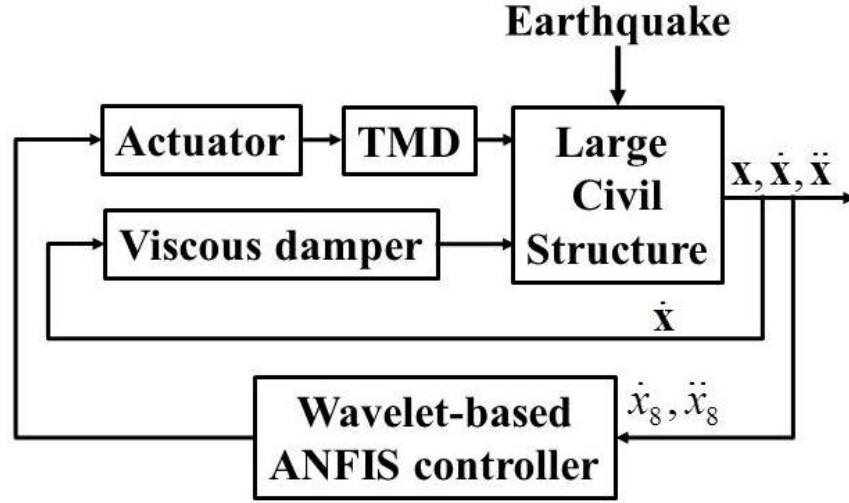 Earthquake
Actuator
TMD
Large
Civil
Structure
x, ẋ, ẍ
Viscous damper
ẋ
Wavelet-based
ANFIS controller
ẋ₈, ẍ₈